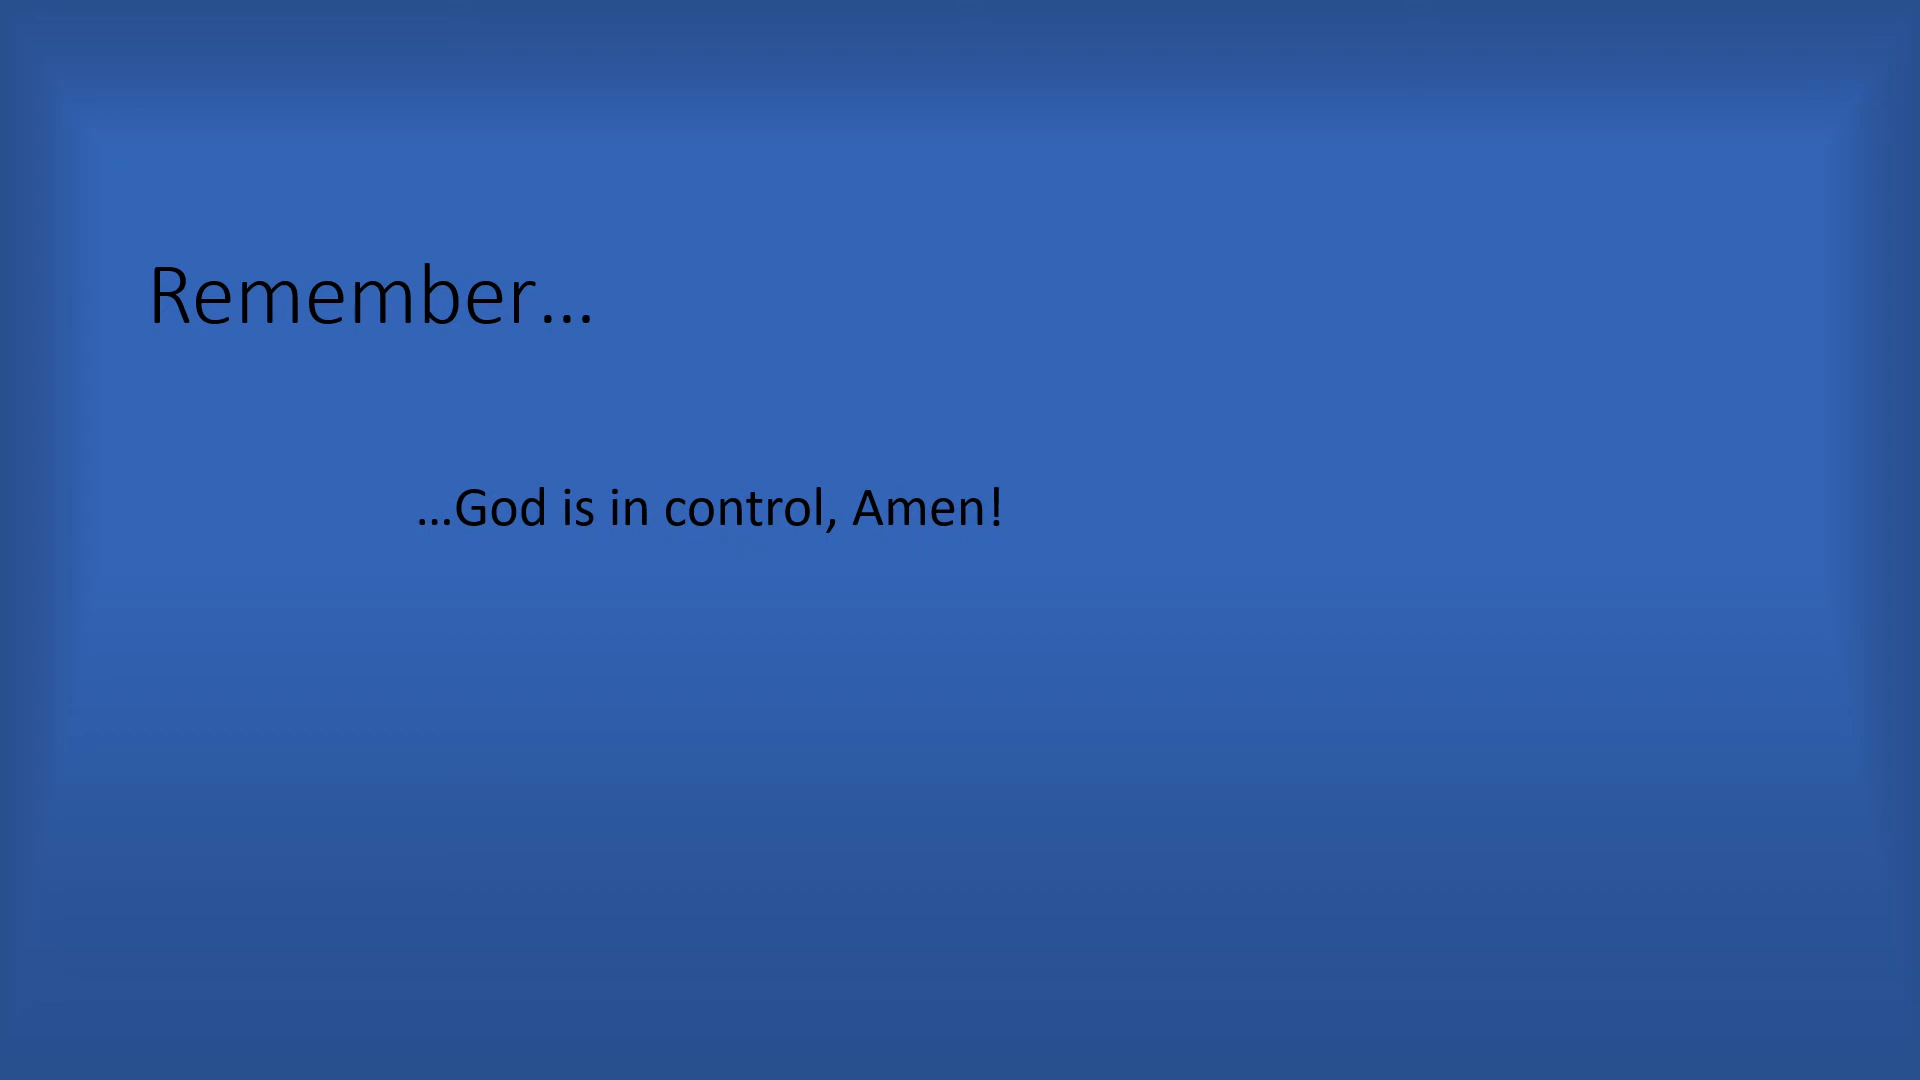 Remember…
…God is in control, Amen!